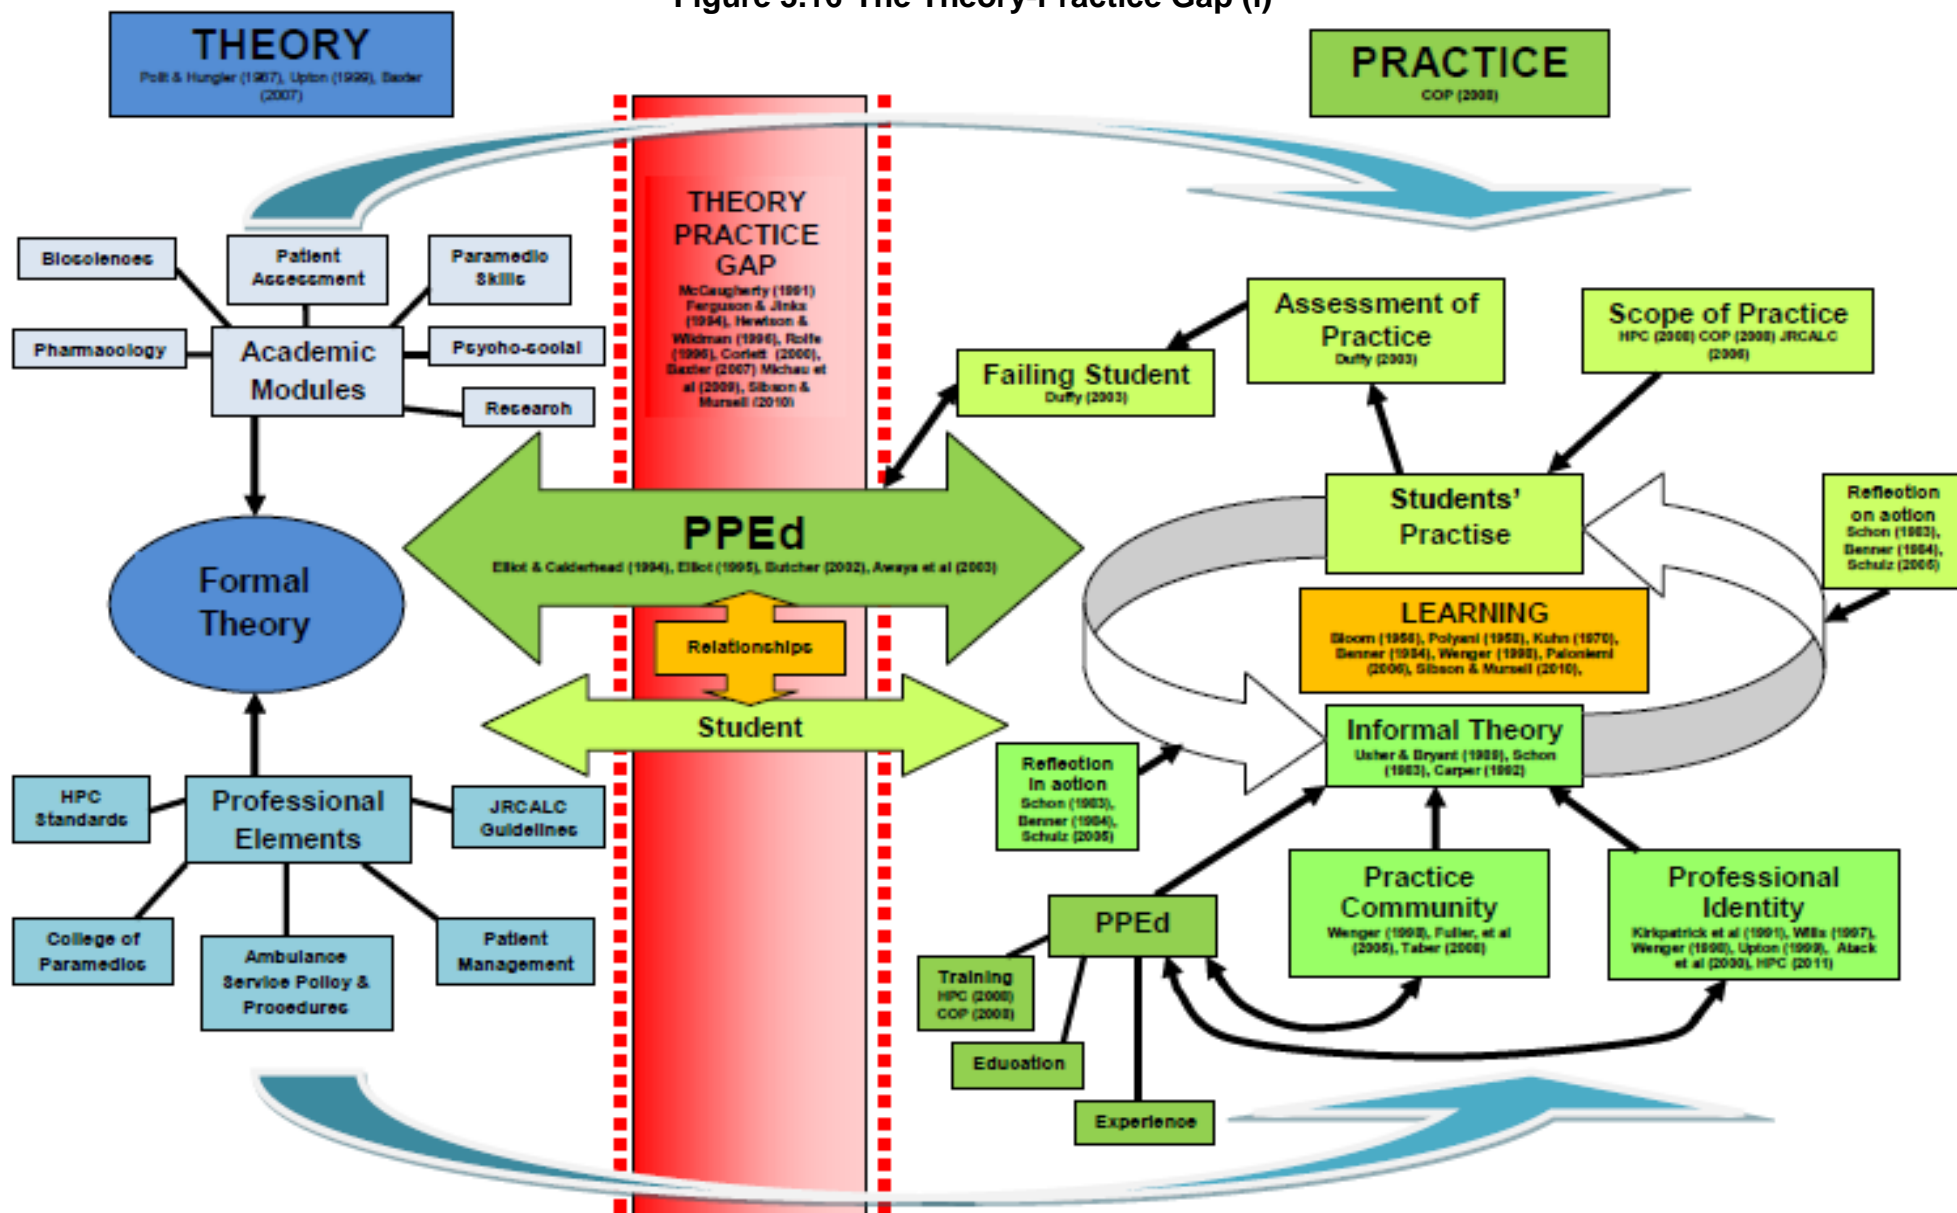 Figure 5.16 The Theory-Practice Gap (I)
THEORY
Polit & Hungler (1967), Upton (1999), Baxter
(2007)
PRACTICE
COP (2008)
THEORY
PRACTICE
GAP
McCaugherty (1991)
Ferguson & Jinks
(1994), Hewison &
Wildman (1996), Rolfe
(1996), Corlett (2000),
Baxter (2007) Michau et
al (2009), Sibson &
Mursell (2010)
Biosciences
Patient
Assessment
Paramedic
Skills
Pharmacology
Academic
Modules
Psycho-social
Research
Formal
Theory
HPC
Standards
Professional
Elements
JRCALC
Guidelines
College of
Paramedics
Ambulance
Service Policy &
Procedures
Patient
Management
PPEd
Elliot & Calderhead (1994), Elliot (1995), Butcher (2002), Awaya et al (2003)
Relationships
Student
Failing Student
Duffy (2003)
Assessment of
Practice
Duffy (2003)
Scope of Practice
HPC (2008) COP (2008) JRCALC
(2006)
Students'
Practise
Reflection
on action
Schon (1983),
Benner (1984),
Schulz (2005)
LEARNING
Bloom (1956), Polyani (1958), Kuhn (1970),
Benner (1984), Wenger (1998), Paloniemi
(2006), Sibson & Mursell (2010),
Informal Theory
Usher & Bryant (1989), Schon
(1983), Carper (1992)
Reflection
in action
Schon (1983),
Benner (1984),
Schulz (2005)
PPEd
Training
HPC (2008)
COP (2008)
Education
Experience
Practice
Community
Wenger (1998), Fuller, et al
(2005), Taber (2008)
Professional
Identity
Kirkpatrick et al (1991), Wills (1997),
Wenger (1998), Upton (1999), Atack
et al (2000), HPC (2011)